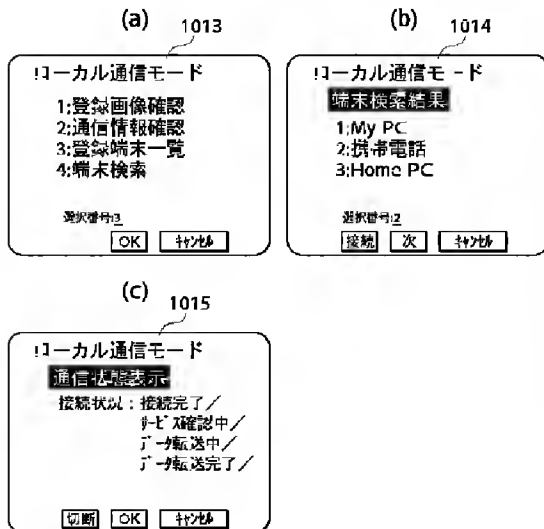 (a)
1013
ローカル通信モード
1:登録画像確認
2:通信情報確認
3:登録端末一覧
4:端末検索
選択番号:3
OK キャンセル
(b)
1014
ローカル通信モード
端末検索結果
1:My PC
2:携帯電話
3:Home PC
選択番号:2
接続 次 キャンセル
(c)
1015
ローカル通信モード
通信状態表示
接続状況:接続完了/
サービス確認中/
データ転送中/
データ転送完了/
切断 OK キャンセル